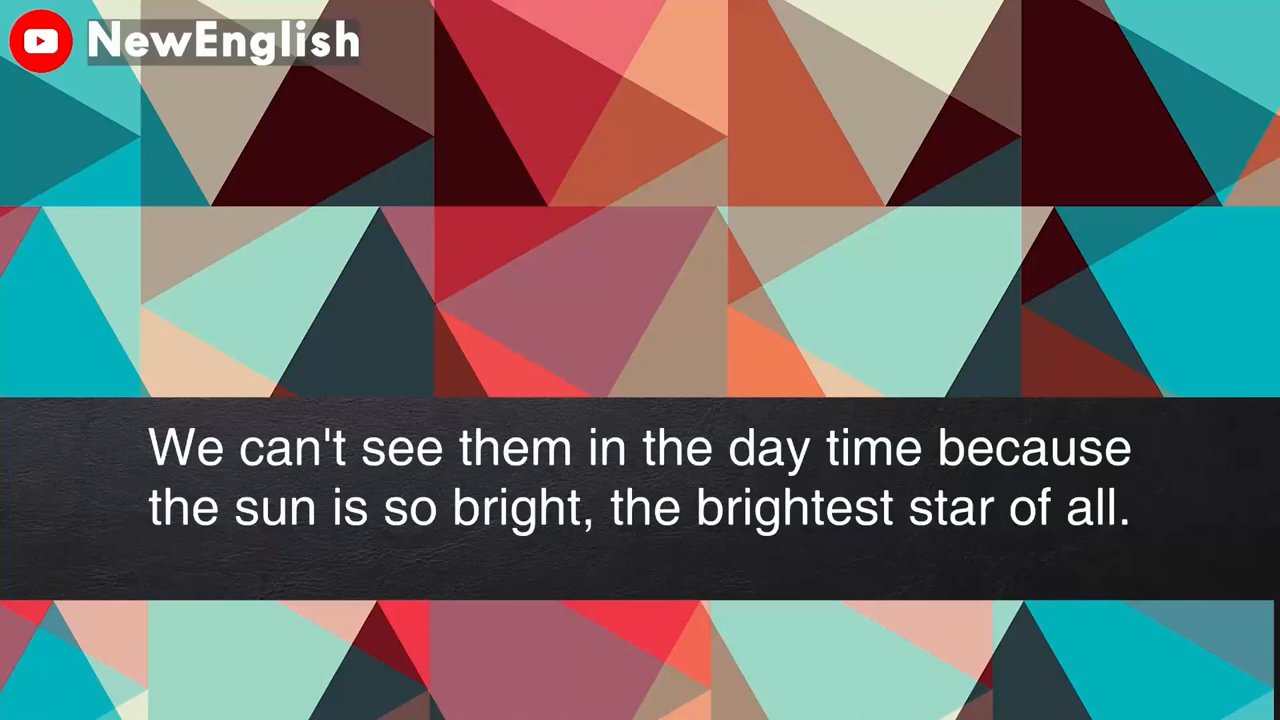 NewEnglish
We can't see them in the day time because
the sun is so bright, the brightest star of all.